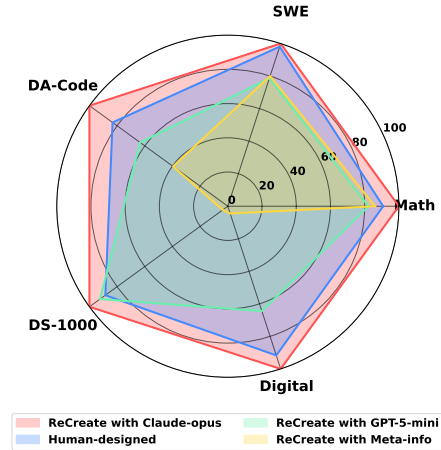 SWE
DA-Code
100
80
60
40
20
0
Math
DS-1000
Digital
ReCreate with Claude-opus
ReCreate with GPT-5-mini
Human-designed
ReCreate with Meta-info